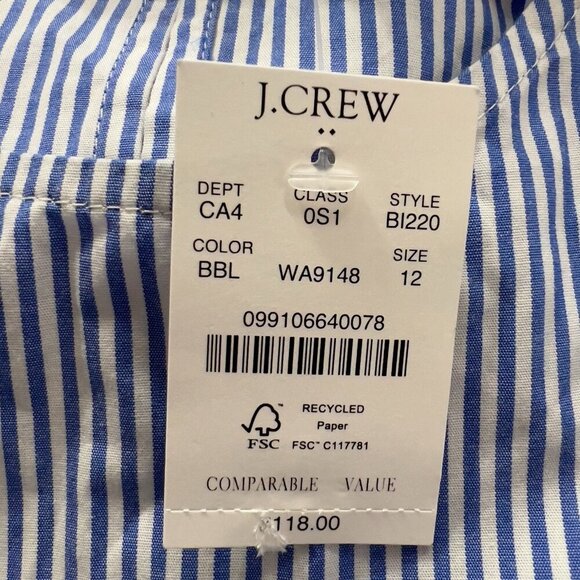 J.CREW
DEPT CLASS STYLE
CA4 0S1 BI220
COLOR SIZE
BBL WA9148 12
099106640078
RECYCLED
Paper
FSC FSC™ C117781
COMPARABLE VALUE
$118.00